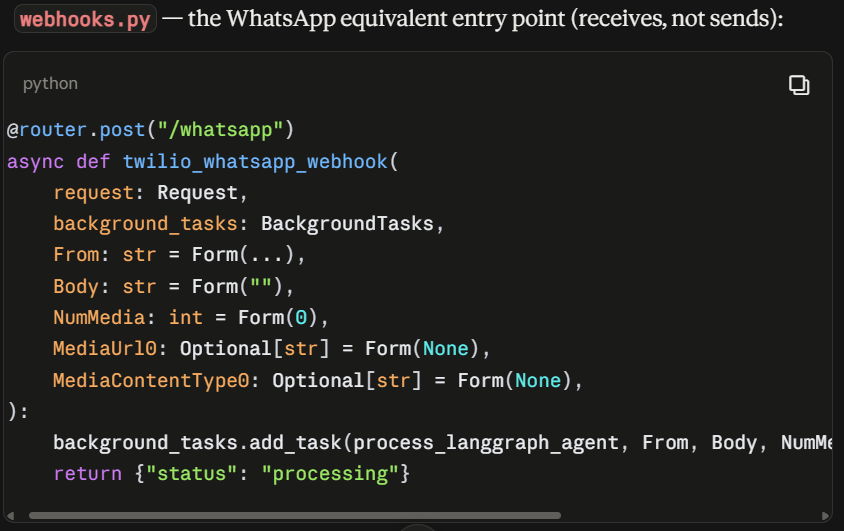 webhooks.py — the WhatsApp equivalent entry point (receives, not sends):
python
@router.post("/whatsapp")
async def twilio_whatsapp_webhook(
    request: Request,
    background_tasks: BackgroundTasks,
    From: str = Form(...),
    Body: str = Form(""),
    NumMedia: int = Form(0),
    MediaUrl0: Optional[str] = Form(None),
    MediaContentType0: Optional[str] = Form(None),
):
    background_tasks.add_task(process_langgraph_agent, From, Body, NumMe
    return {"status": "processing"}